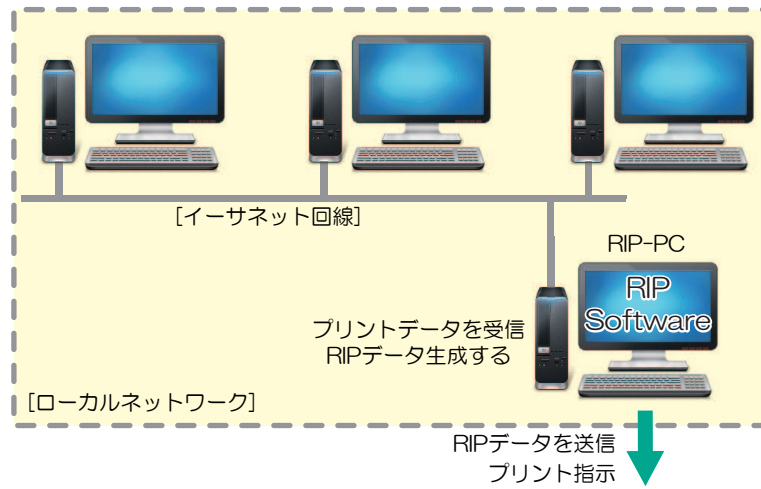 [イーサネット回線]
RIP-PC
RIP
Software
プリントデータを受信
RIPデータ生成する
[ローカルネットワーク]
RIPデータを送信
プリント指示